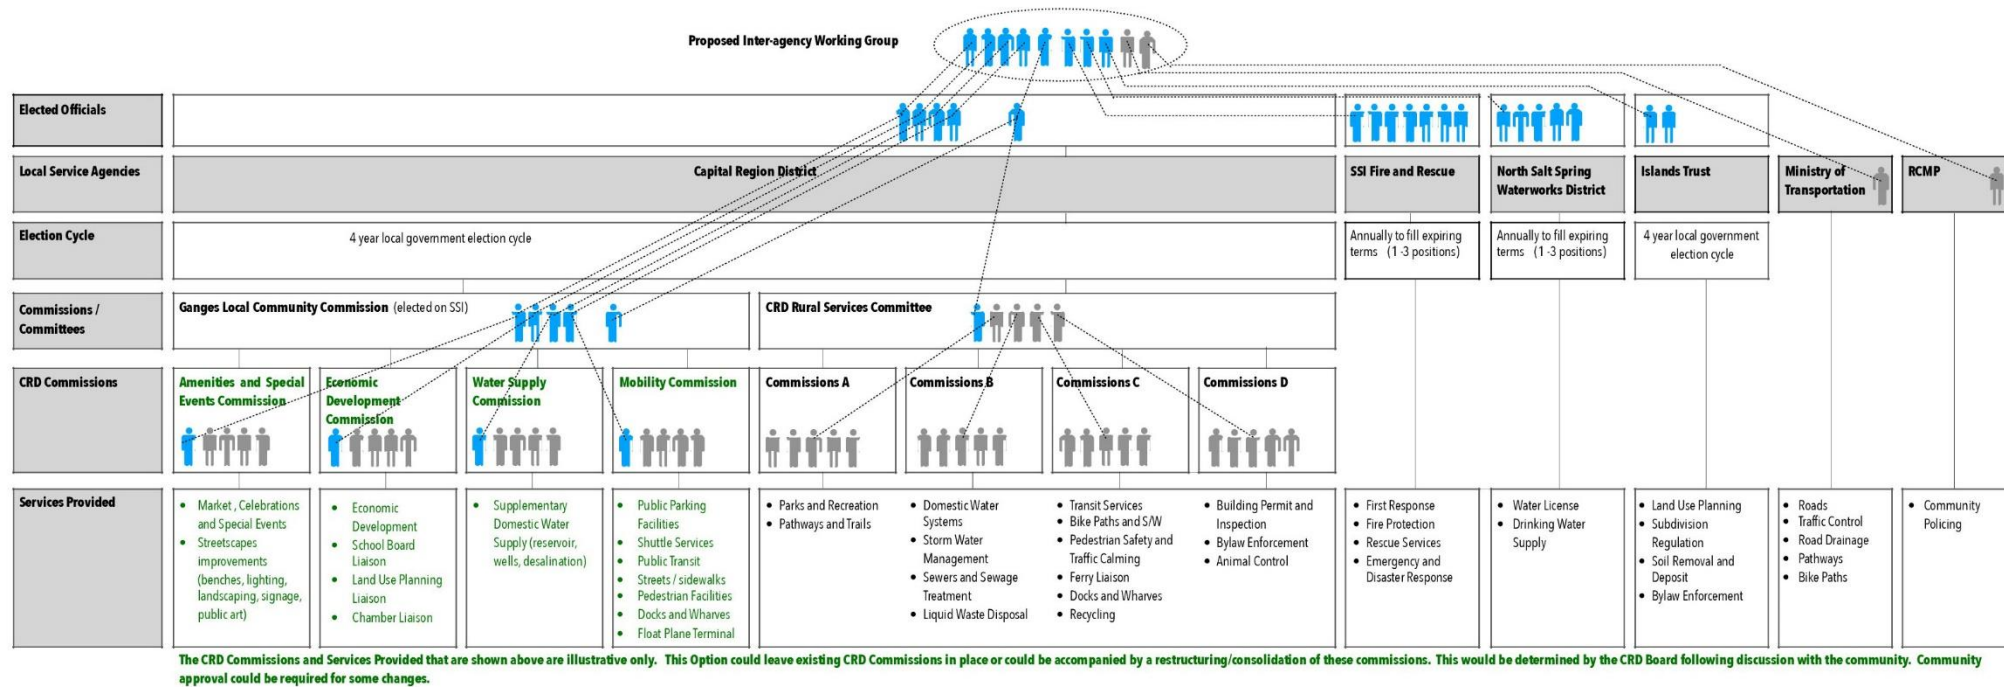 Proposed Inter-agency Working Group
Elected Officials
Local Service Agencies
Capital Region District
SSI Fire and Rescue
North Salt Spring
Waterworks District
Islands Trust
Ministry of
Transportation
RCMP
Election Cycle
4 year local government election cycle
Annually to fill expiring
terms (1 -3 positions)
Annually to fill expiring
terms (1 -3 positions)
4 year local government
election cycle
Commissions /
Committees
Ganges Local Community Commission (elected on SSI)
CRD Rural Services Committee
CRD Commissions
Amenities and Special
Events Commission
Economic
Development
Commission
Water Supply
Commission
Mobility Commission
Commissions A
Commissions B
Commissions C
Commissions D
Services Provided
• Market , Celebrations
and Special Events
• Streetscapes
improvements
(benches, lighting,
landscaping, signage,
public art)
• Economic
Development
• School Board
Liaison
• Land Use Planning
Liaison
• Chamber Liaison
• Supplementary
Domestic Water
Supply (reservoir,
wells, desalination)
• Public Parking
Facilities
• Shuttle Services
• Public Transit
• Streets / sidewalks
• Pedestrian Facilities
• Docks and Wharves
• Float Plane Terminal
• Parks and Recreation
• Pathways and Trails
• Domestic Water
Systems
• Storm Water
Management
• Sewers and Sewage
Treatment
• Liquid Waste Disposal
• Transit Services
• Bike Paths and S/W
• Pedestrian Safety and
Traffic Calming
• Ferry Liaison
• Docks and Wharves
• Recycling
• Building Permit and
Inspection
• Bylaw Enforcement
• Animal Control
• First Response
• Fire Protection
• Rescue Services
• Emergency and
Disaster Response
• Water License
• Drinking Water
Supply
• Land Use Planning
• Subdivision
Regulation
• Soil Removal and
Deposit
• Bylaw Enforcement
• Roads
• Traffic Control
• Road Drainage
• Pathways
• Bike Paths
• Community
Policing
The CRD Commissions and Services Provided that are shown above are illustrative only. This Option could leave existing CRD Commissions in place or could be accompanied by a restructuring/consolidation of these commissions. This would be determined by the CRD Board following discussion with the community. Community
approval could be required for some changes.